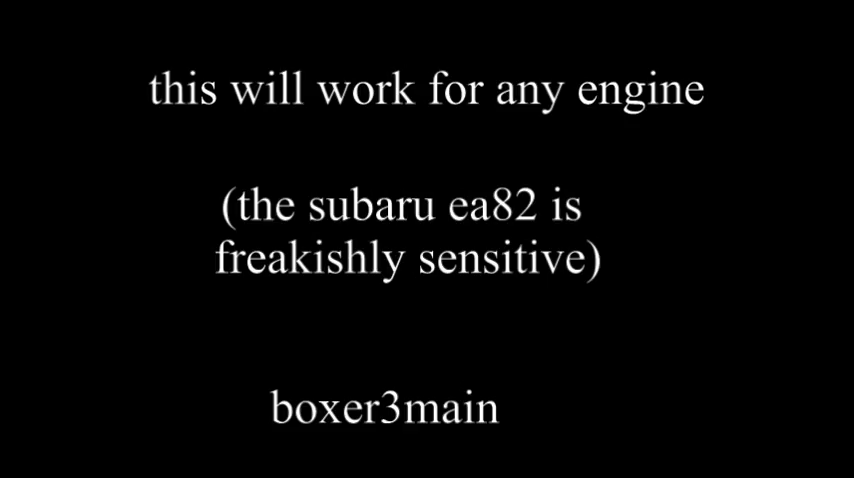 this will work for any engine
(the subaru ea82 is
freakishly sensitive)
boxer3main